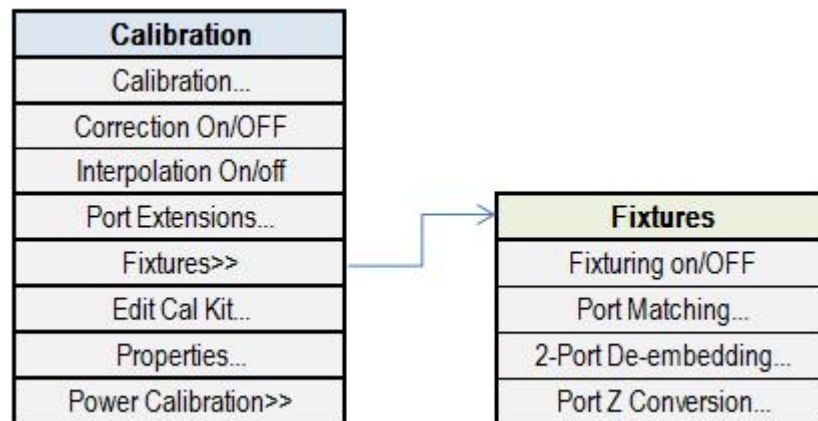 Calibration
Calibration...
Correction On/OFF
Interpolation On/off
Port Extensions...
Fixtures>>
Edit Cal Kit...
Properties...
Power Calibration>>
Fixtures
Fixturing on/OFF
Port Matching...
2-Port De-embedding...
Port Z Conversion...